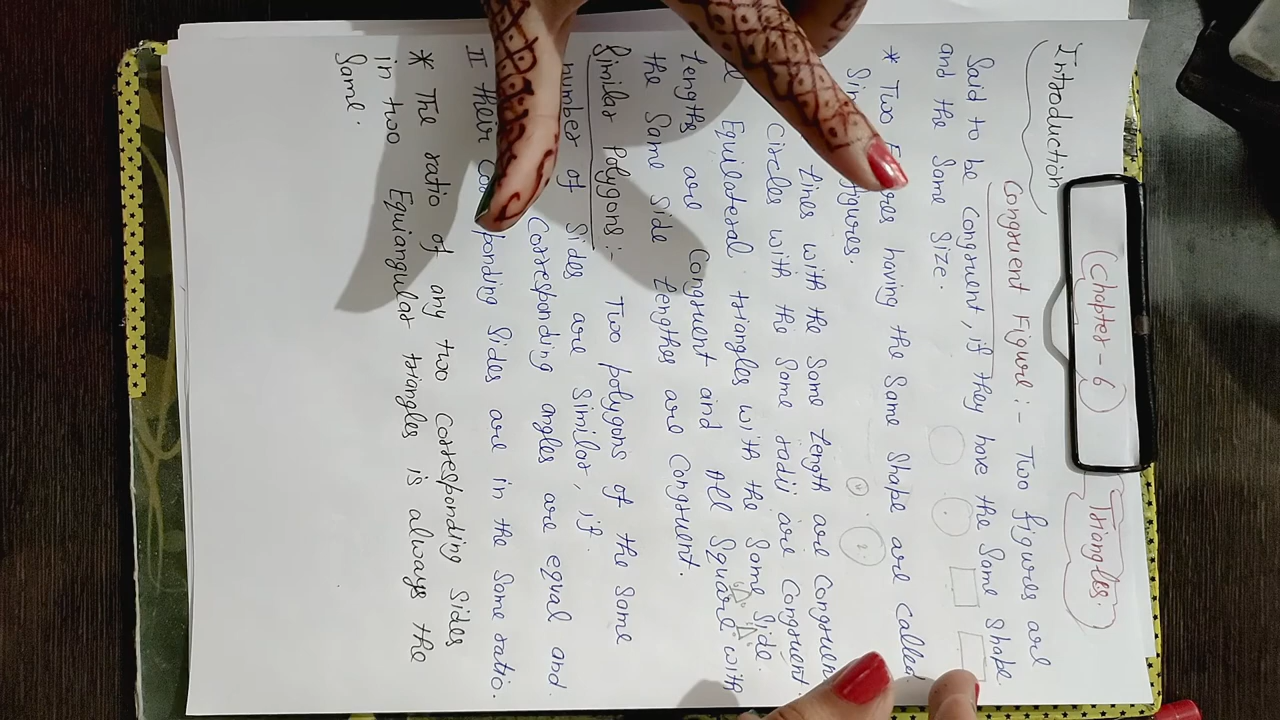 (Chapter-6) Triangles.
Introduction
Congruent Figure :- Two figures are
Said to be Congruent, if they have the Same Shape
and the Same Size.
* Two having the Same Shape are Called
figures.
Lines with the Same Length are Congruent
Circles with the Same radii are Congruent.
Equilateral triangles with the Same Side
Lengths are Congruent and All Square with
the Same Side Lengthes are Congruent.
Similar Polygons :- Two polygons of the Same
number of Sides are Similar, if.
Corresponding angles are equal and.
II their Sides are in the Same ratio.
* The ratio of any two Corresponding Sides
in two Equiangular triangles is always the
Same.